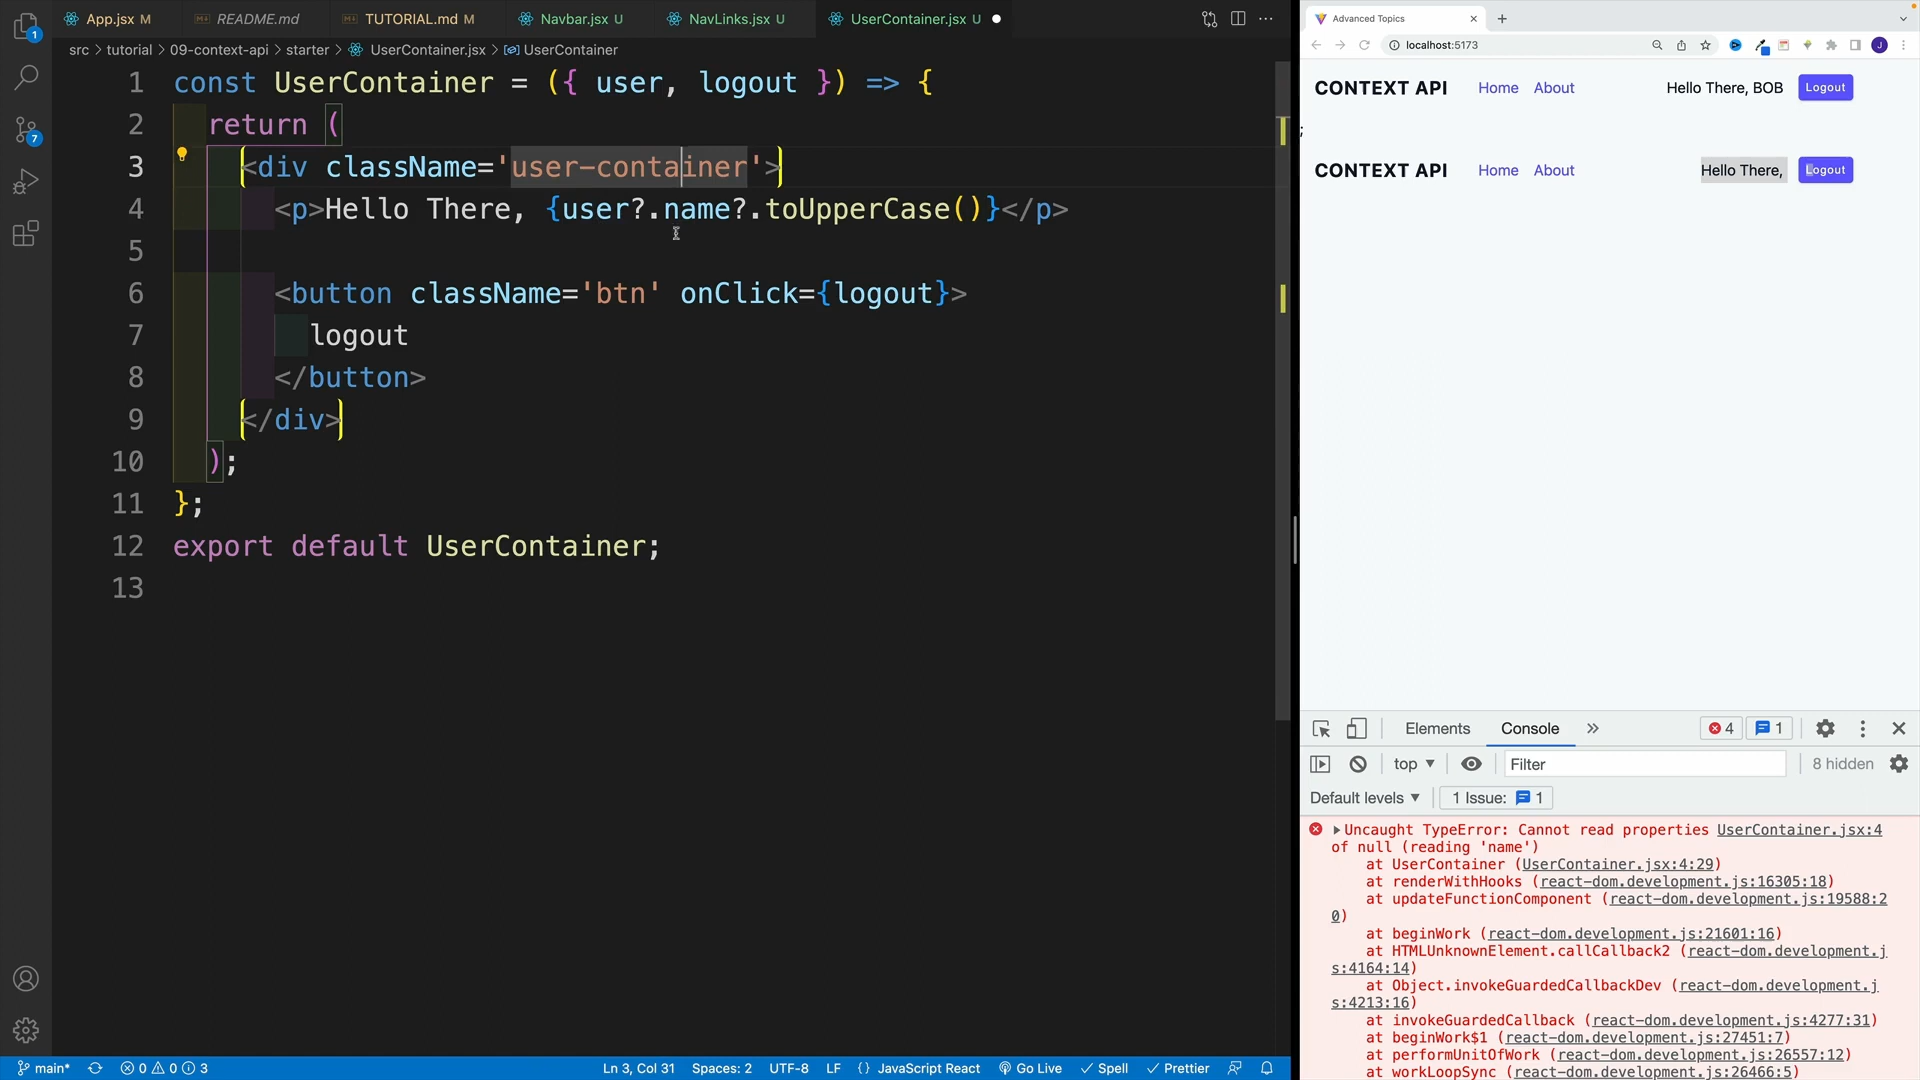 App.jsx M
README.md
TUTORIAL.md M
Navbar.jsx U
NavLinks.jsx U
UserContainer.jsx U
src > tutorial > 09-context-api > starter > UserContainer.jsx > UserContainer
1 const UserContainer = ({ user, logout }) => {
2 return (
3 <div className='user-container'>
4 <p>Hello There, {user?.name?.toUpperCase()}</p>
5
6 <button className='btn' onClick={logout}>
7 logout
8 </button>
9 </div>
10 );
11 };
12 export default UserContainer;
13
1
7
main* 0 0 3
Ln 3, Col 31 Spaces: 2 UTF-8 LF {} JavaScript React Go Live Spell Prettier
Advanced Topics
localhost:5173
J
CONTEXT API Home About Hello There, BOB Logout
;
CONTEXT API Home About Hello There, Logout
Elements Console 4 1
top Filter 8 hidden
Default levels 1 Issue: 1
Uncaught TypeError: Cannot read properties UserContainer.jsx:4
of null (reading 'name')
at UserContainer (UserContainer.jsx:4:29)
at renderWithHooks (react-dom.development.js:16305:18)
at updateFunctionComponent (react-dom.development.js:19588:2
0)
at beginWork (react-dom.development.js:21601:16)
at HTMLUnknownElement.callCallback2 (react-dom.development.j
s:4164:14)
at Object.invokeGuardedCallbackDev (react-dom.development.j
s:4213:16)
at invokeGuardedCallback (react-dom.development.js:4277:31)
at beginWork$1 (react-dom.development.js:27451:7)
at performUnitOfWork (react-dom.development.js:26557:12)
at workLoopSync (react-dom.development.js:26466:5)